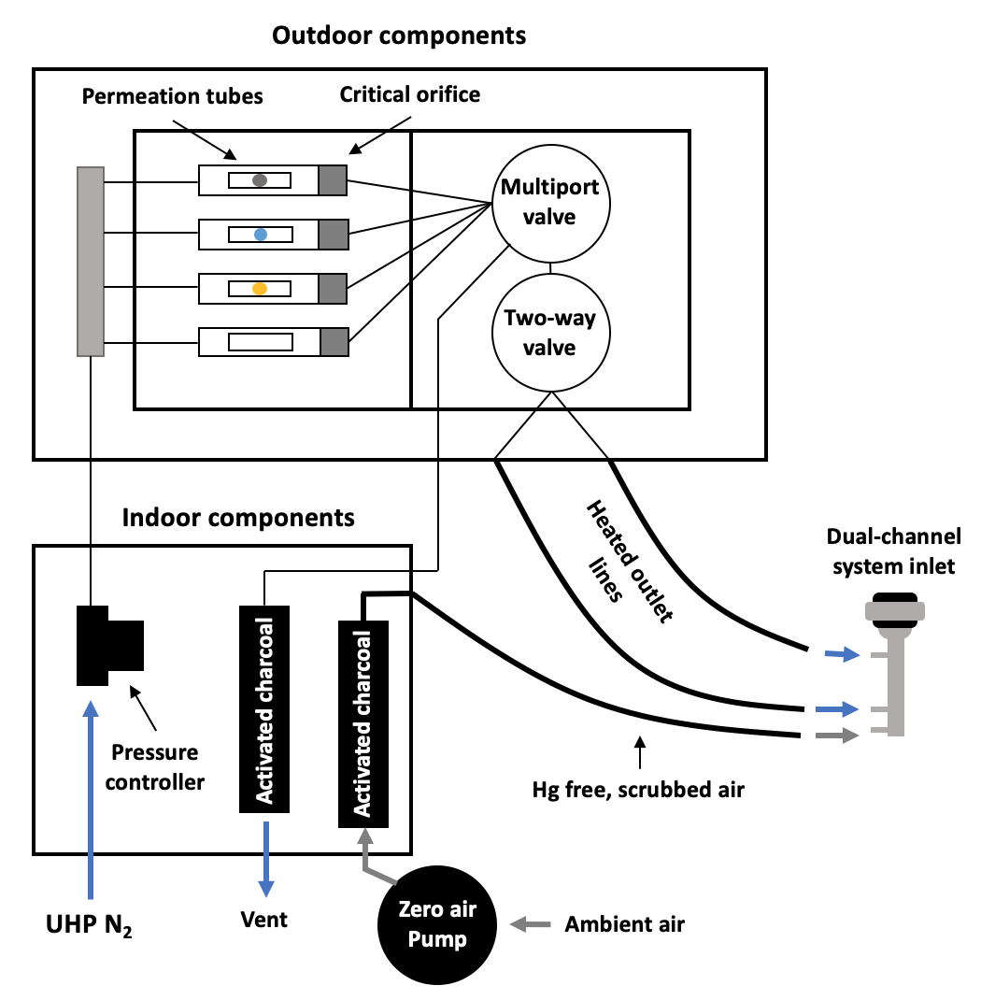 Outdoor components
Permeation tubes
Critical orifice
Multiport
valve
Two-way
valve
Indoor components
Heated outlet
lines
Dual-channel
system inlet
Activated charcoal
Activated charcoal
Pressure
controller
Hg free, scrubbed air
UHP N₂
Vent
Zero air
Pump
Ambient air